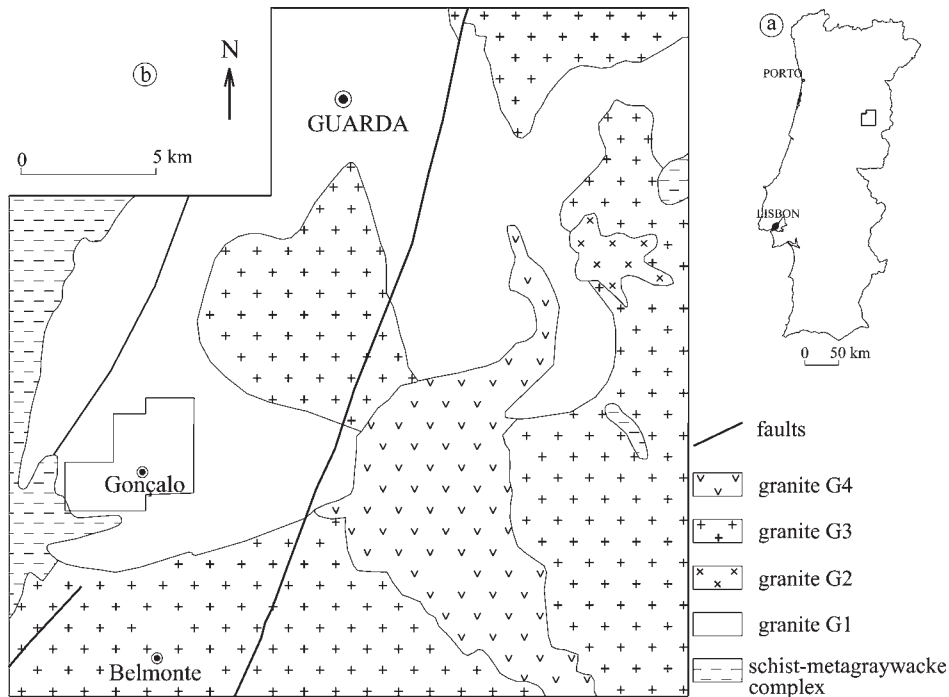 b
N
0 5 km
GUARDA
Gonçalo
Belmonte
a
PORTO
LISBON
0 50 km
faults
granite G4
granite G3
granite G2
granite G1
schist-metagraywacke
complex